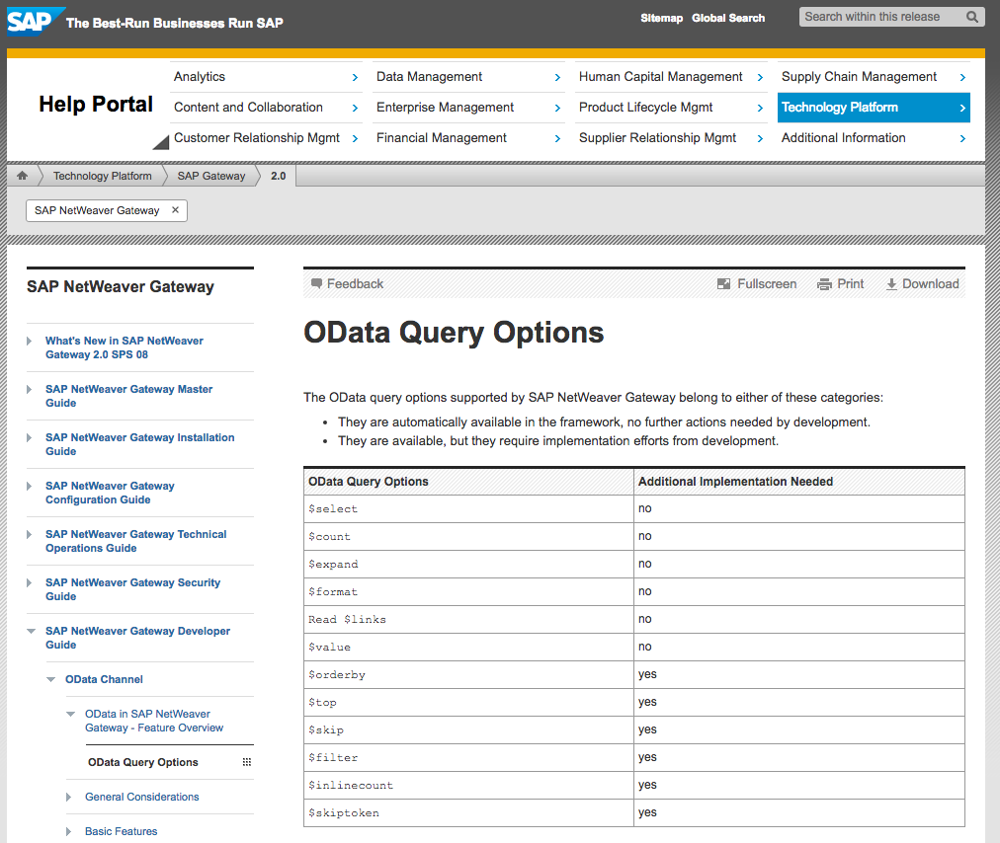 SAP The Best-Run Businesses Run SAP
Sitemap Global Search
Search within this release
Help Portal
Analytics
Data Management
Human Capital Management
Supply Chain Management
Content and Collaboration
Enterprise Management
Product Lifecycle Mgmt
Technology Platform
Customer Relationship Mgmt
Financial Management
Supplier Relationship Mgmt
Additional Information
Technology Platform
SAP Gateway
2.0
SAP NetWeaver Gateway ×
SAP NetWeaver Gateway
What's New in SAP NetWeaver
Gateway 2.0 SPS 08
SAP NetWeaver Gateway Master
Guide
SAP NetWeaver Gateway Installation
Guide
SAP NetWeaver Gateway
Configuration Guide
SAP NetWeaver Gateway Technical
Operations Guide
SAP NetWeaver Gateway Security
Guide
SAP NetWeaver Gateway Developer
Guide
OData Channel
OData in SAP NetWeaver
Gateway - Feature Overview
OData Query Options
General Considerations
Basic Features
Feedback
Fullscreen
Print
Download
OData Query Options
The OData query options supported by SAP NetWeaver Gateway belong to either of these categories:
• They are automatically available in the framework, no further actions needed by development.
• They are available, but they require implementation efforts from development.
OData Query Options Additional Implementation Needed
$select no
$count no
$expand no
$format no
Read $links no
$value no
$orderby yes
$top yes
$skip yes
$filter yes
$inlinecount yes
$skiptoken yes